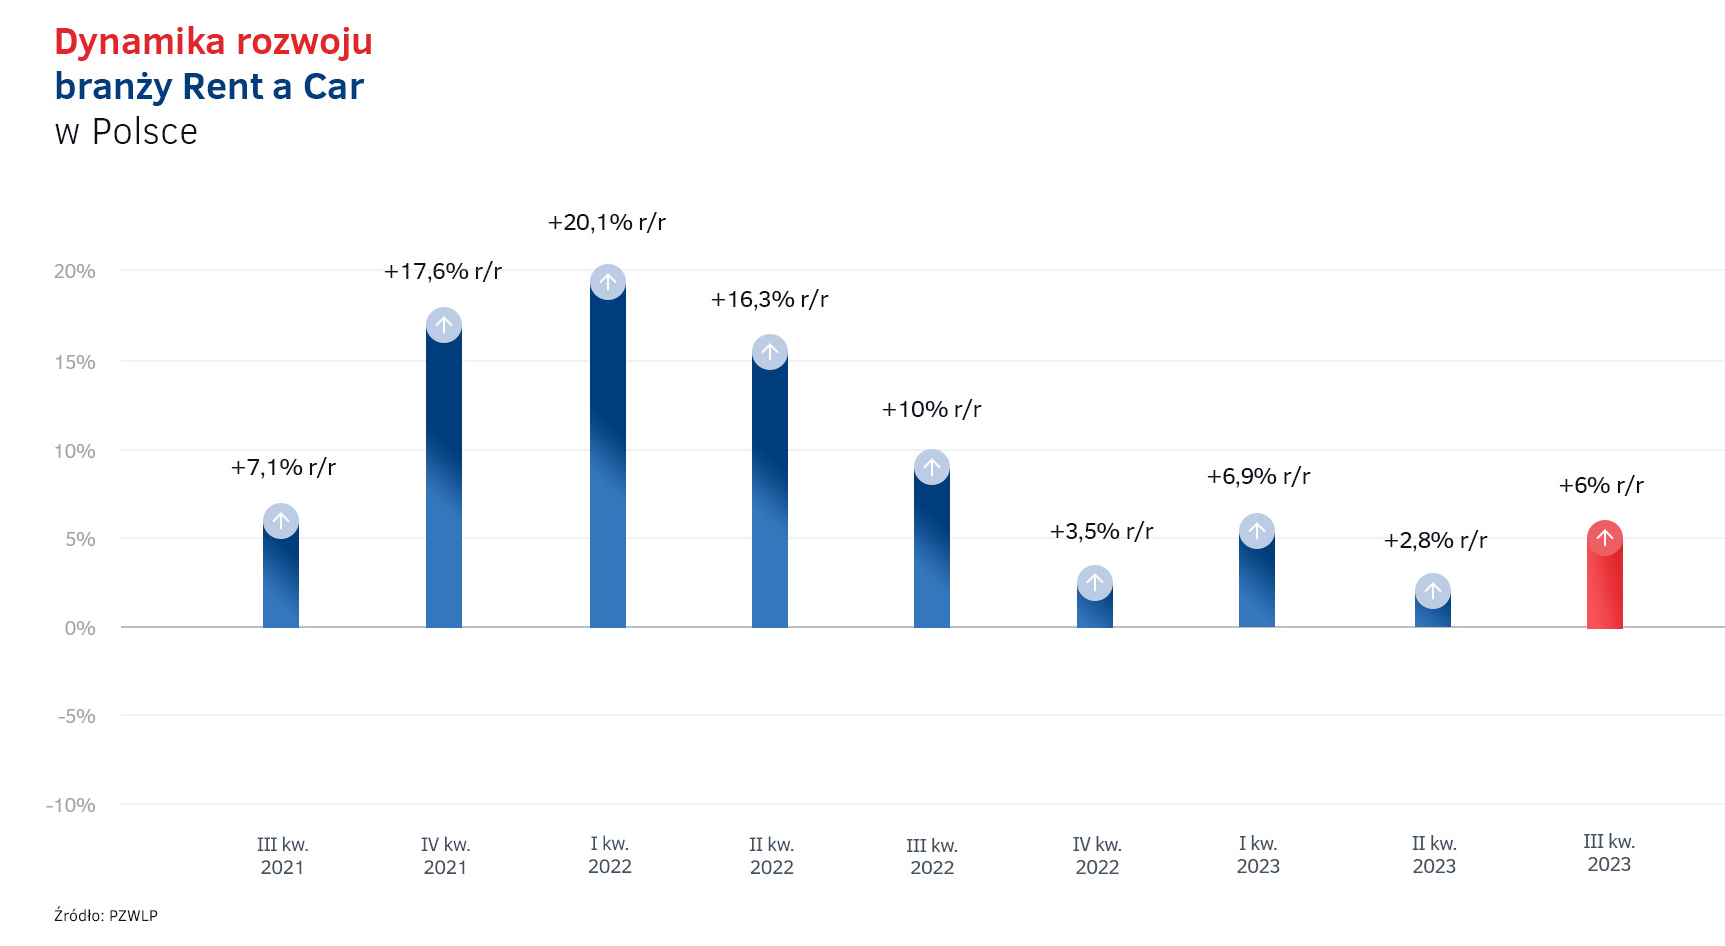 Dynamika rozwoju
branży Rent a Car
w Polsce
+20,1% r/r
20%
+17,6% r/r
+16,3% r/r
15%
+10% r/r
10%
+7,1% r/r
+6,9% r/r
+6% r/r
5%
+3,5% r/r
+2,8% r/r
0%
-5%
-10%
III kw.
2021
IV kw.
2021
I kw.
2022
II kw.
2022
III kw.
2022
IV kw.
2022
I kw.
2023
II kw.
2023
III kw.
2023
Źródło: PZWLP